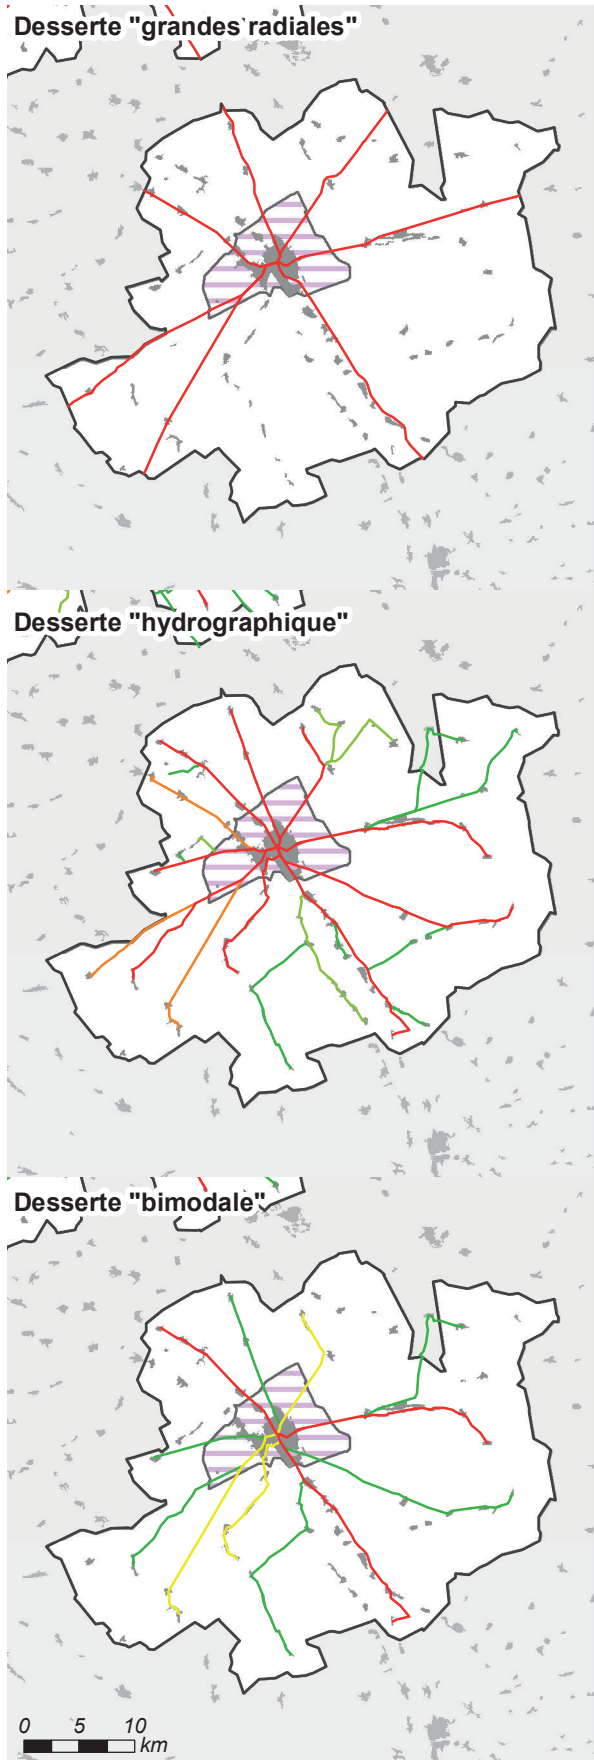 Desserte "grandes radiales"
Desserte "hydrographique"
Desserte "bimodale"
0 5 10
km